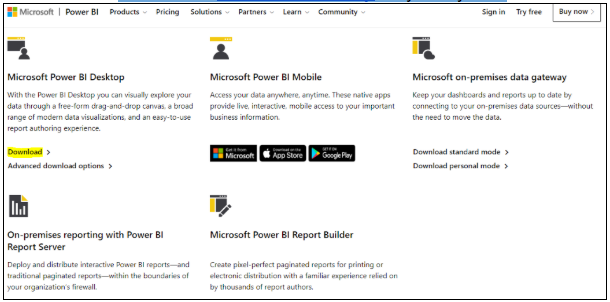 Microsoft | Power BI Products Pricing Solutions Partners Learn Community Sign in Try free Buy now
Microsoft Power BI Desktop
With the Power BI Desktop you can visually explore your
data through a free-form drag-and-drop canvas, a broad
range of modern data visualizations, and an easy-to-use
report authoring experience.
Download
Advanced download options
Microsoft Power BI Mobile
Access your data anywhere, anytime. These native apps
provide live, interactive, mobile access to your important
business information.
Get it from Microsoft
Download on the App Store
GET IT ON Google Play
Microsoft on-premises data gateway
Keep your dashboards and reports up to date by
connecting to your on-premises data sources—without
the need to move the data.
Download standard mode
Download personal mode
On-premises reporting with Power BI
Report Server
Deploy and distribute interactive Power BI reports—and
traditional paginated reports—within the boundaries of
your organization's firewall.
Microsoft Power BI Report Builder
Create pixel-perfect paginated reports for printing or
electronic distribution with a familiar experience relied on
by thousands of report authors.